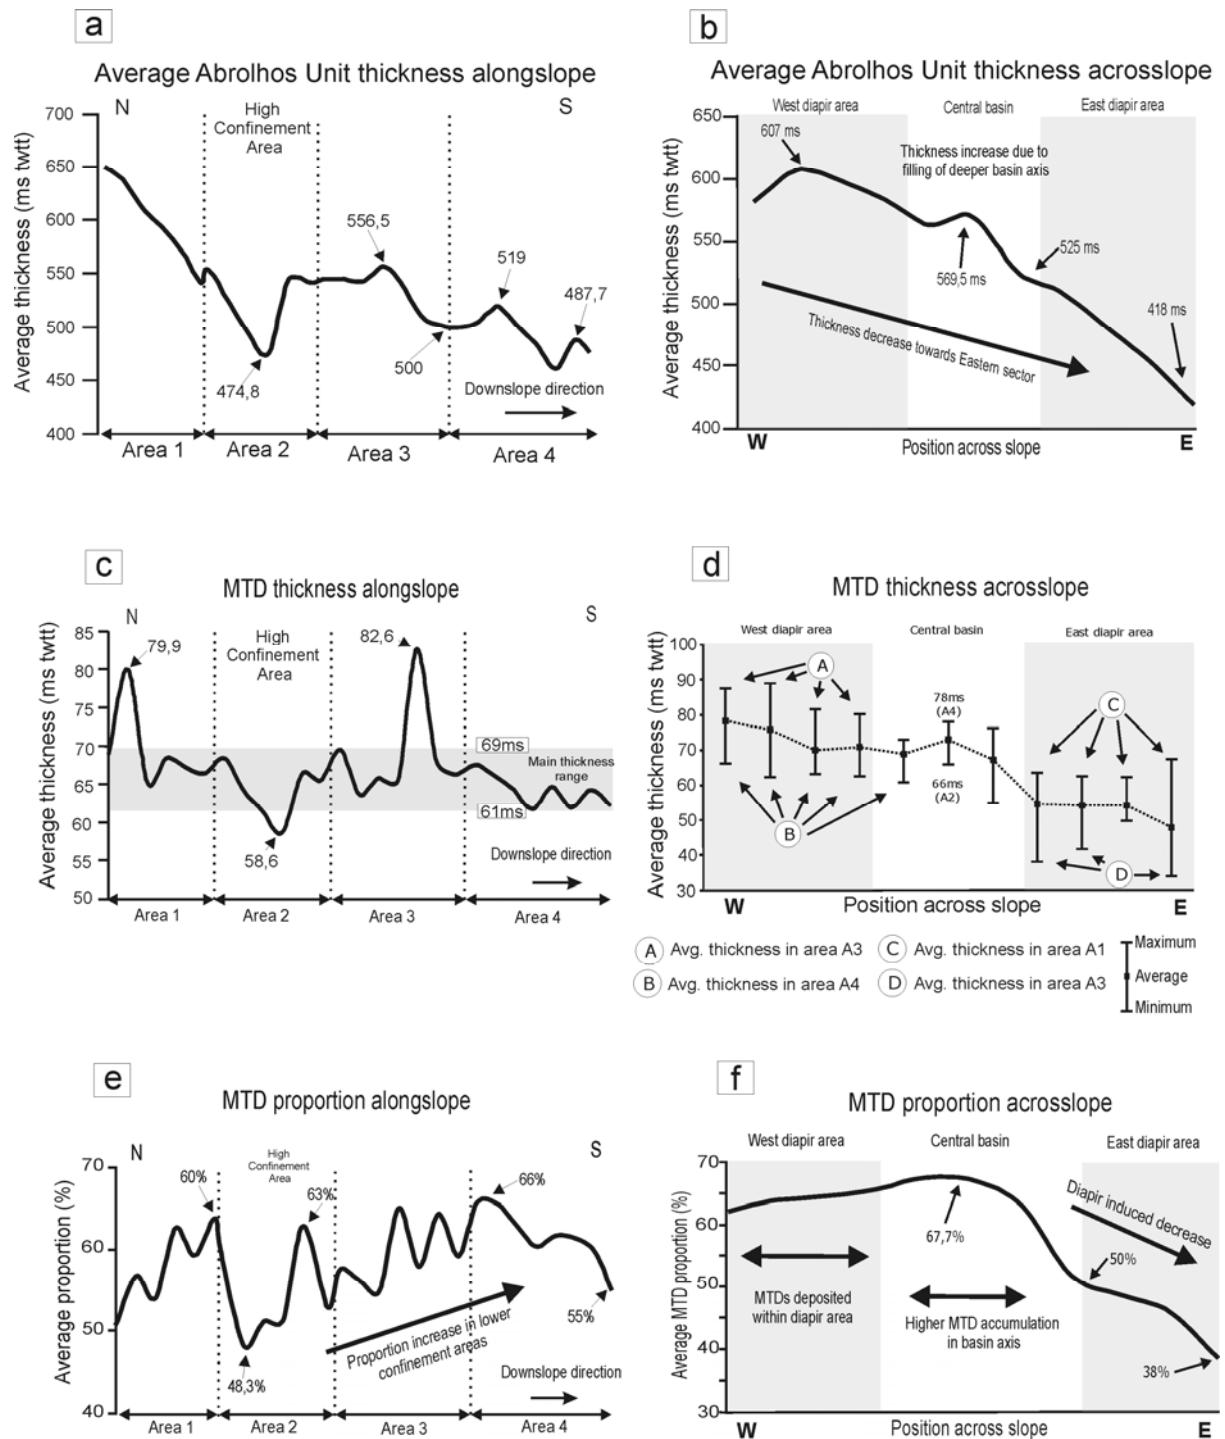 a
Average Abrolhos Unit thickness alongslope
N
High
Confinement
Area
S
Average thickness (ms twtt)
700
650
600
550
500
450
400
556,5
519
487,7
474,8
500
Downslope direction
Area 1
Area 2
Area 3
Area 4
b
Average Abrolhos Unit thickness acrosslope
West diapir area
Central basin
East diapir area
Average thickness (ms twtt)
650
600
550
500
450
400
607 ms
Thickness increase due to
filling of deeper basin axis
525 ms
569,5 ms
418 ms
Thickness decrease towards Eastern sector
W
Position across slope
E
c
MTD thickness alongslope
N
High
Confinement
Area
S
Average thickness (ms twtt)
85
80
75
70
65
60
55
50
79,9
82,6
69ms
Main thickness
range
61ms
58,6
Downslope direction
Area 1
Area 2
Area 3
Area 4
d
MTD thickness acrosslope
West diapir area
Central basin
East diapir area
Average thickness (ms twtt)
100
90
80
70
60
50
40
30
A
78ms
(A4)
C
66ms
(A2)
B
D
W
Position across slope
E
A Avg. thickness in area A3
C Avg. thickness in area A1
B Avg. thickness in area A4
D Avg. thickness in area A3
Maximum
Average
Minimum
e
MTD proportion alongslope
N
High
Confinement
Area
S
Average proportion (%)
70
60
50
40
60%
63%
66%
48,3%
55%
Proportion increase in lower
confinement areas
Downslope direction
Area 1
Area 2
Area 3
Area 4
f
MTD proportion acrosslope
West diapir area
Central basin
East diapir area
Average MTD proportion (%)
70
60
50
40
30
67,7%
Diapir induced decrease
50%
MTDs deposited
within diapir area
Higher MTD accumulation
in basin axis
38%
W
Position across slope
E